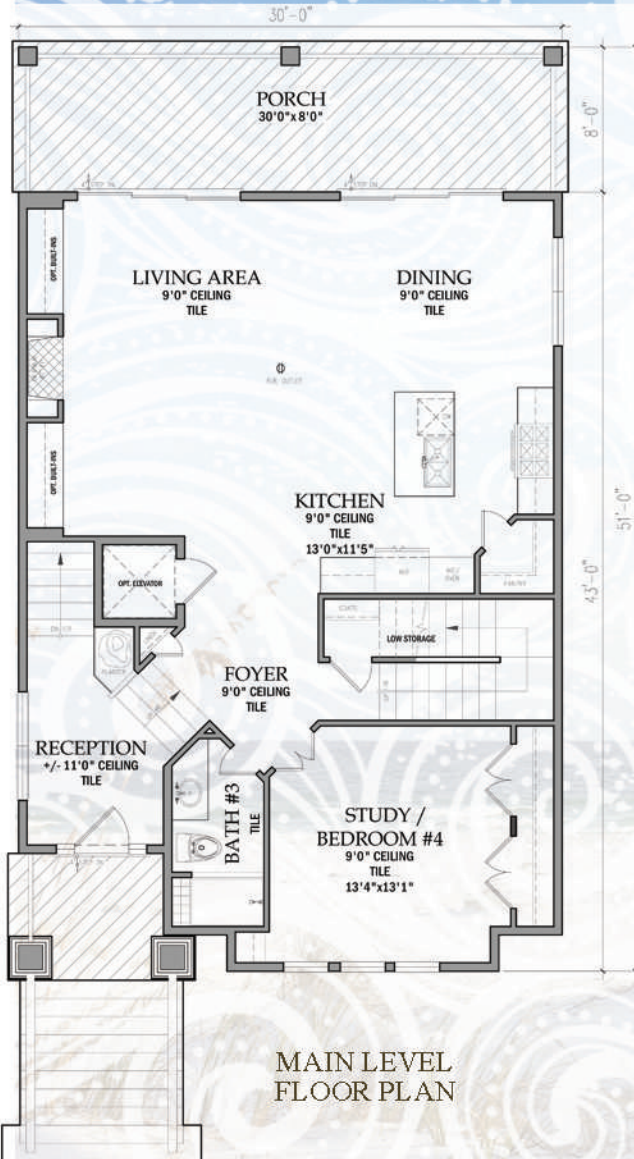 30'-0"
PORCH
30'0"x 8'0"
8'-0"
OPT. BUILT-INS
LIVING AREA
9'0" CEILING
TILE
DINING
9'0" CEILING
TILE
OPT. BUILT-INS
KITCHEN
9'0" CEILING
TILE
13'0"x11'5"
51'-0"
43'-0"
OPT. ELEVATOR
PANTRY
LOW STORAGE
FOYER
9'0" CEILING
TILE
RECEPTION
+/- 11'0" CEILING
TILE
BATH #3
TILE
STUDY /
BEDROOM #4
9'0" CEILING
TILE
13'4"x13'1"
MAIN LEVEL
FLOOR PLAN